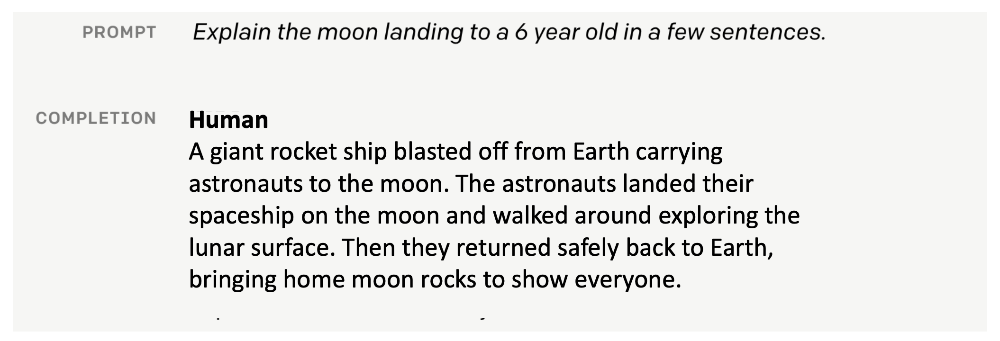 PROMPT Explain the moon landing to a 6 year old in a few sentences.
COMPLETION Human
A giant rocket ship blasted off from Earth carrying
astronauts to the moon. The astronauts landed their
spaceship on the moon and walked around exploring the
lunar surface. Then they returned safely back to Earth,
bringing home moon rocks to show everyone.